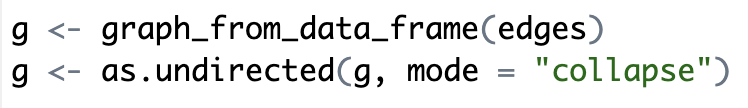 g <- graph_from_data_frame(edges)
g <- as.undirected(g, mode = "collapse")